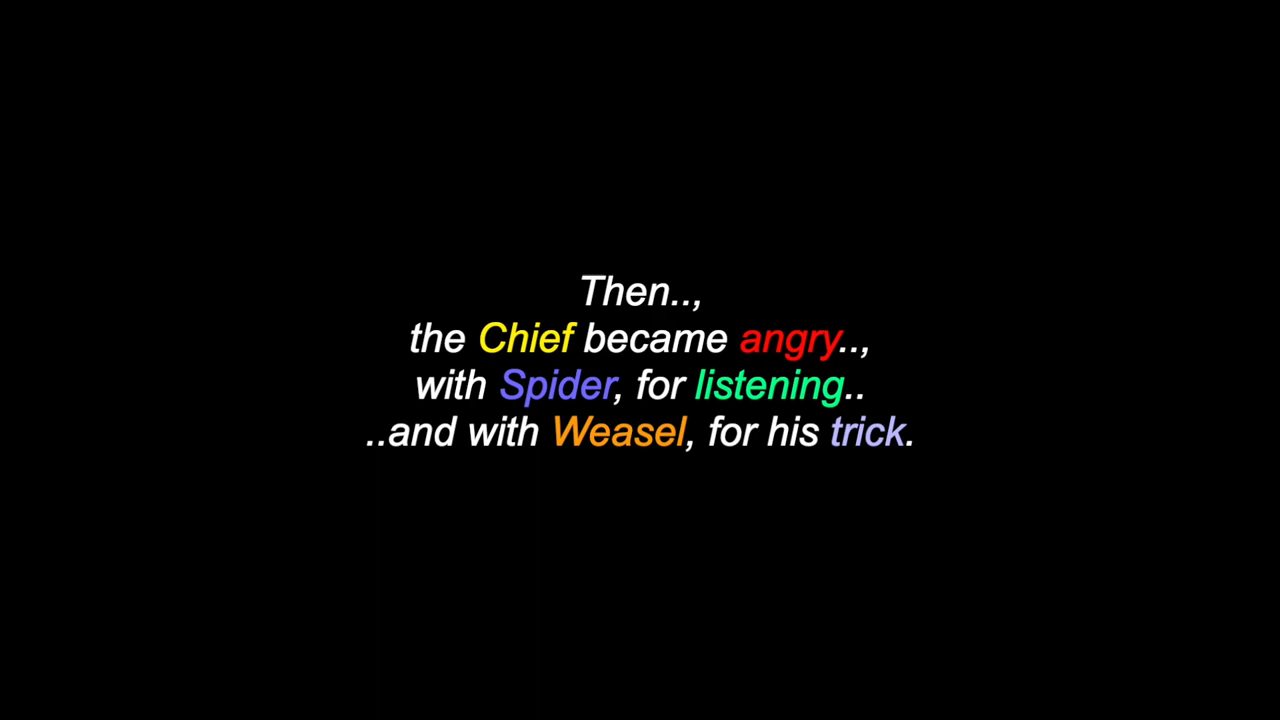 Then..,
the Chief became angry..,
with Spider, for listening..
..and with Weasel, for his trick.